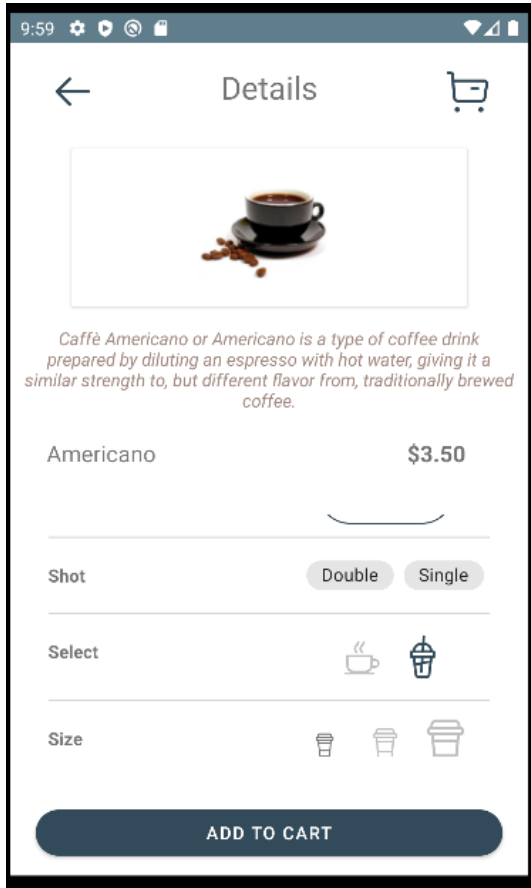 9:59
Details
Caffè Americano or Americano is a type of coffee drink
prepared by diluting an espresso with hot water, giving it a
similar strength to, but different flavor from, traditionally brewed
coffee.
Americano $3.50
Shot Double Single
Select
Size
ADD TO CART